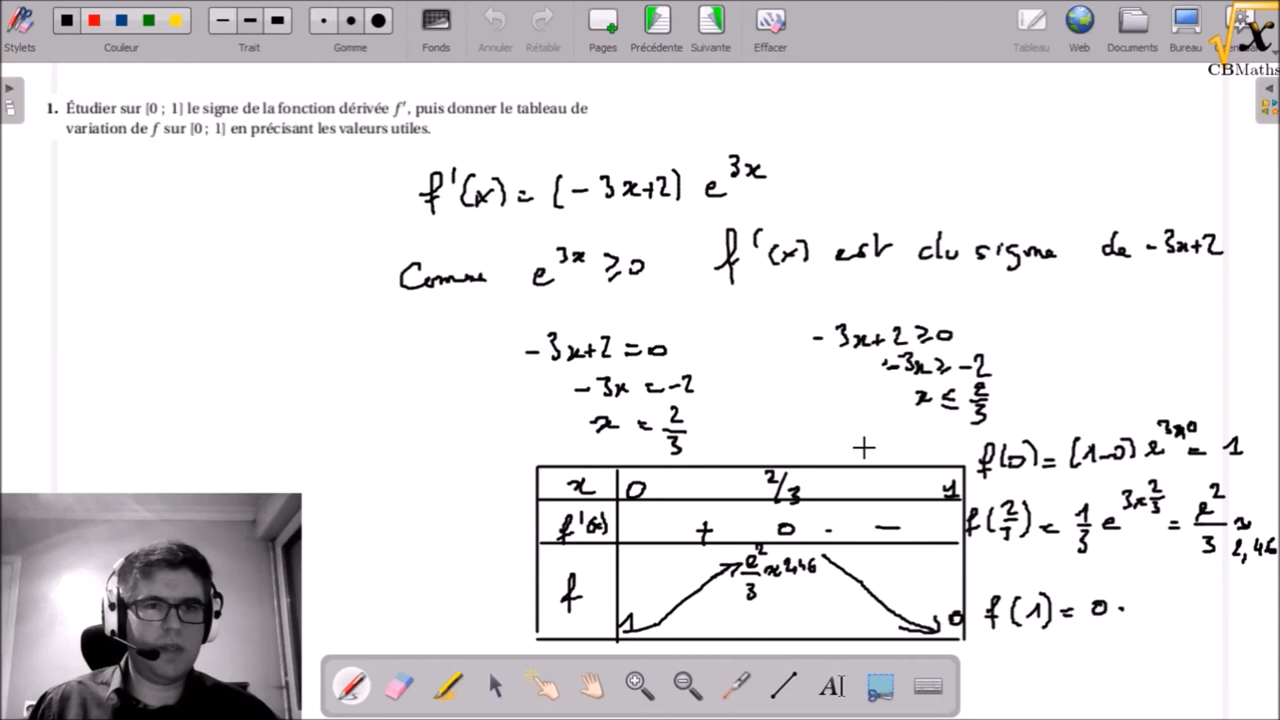 Stylets Couleur Trait Gomme Fonds Annuler Rétablir Pages Précédente Suivante Effacer Tableau Web Documents Bureau
CBMaths
1. Étudier sur [0 ; 1] le signe de la fonction dérivée f′, puis donner le tableau de
variation de f sur [0 ; 1] en précisant les valeurs utiles.
f'(x) = (-3x+2) e^{3x}
Comme e^{3x} ≥ 0 f'(x) est du signe de -3x+2
-3x+2 = 0
-3x = -2
x = 2/3
-3x+2 ≥ 0
-3x ≥ -2
x ≤ 2/3
f(0) = (1-0) e^{3×0} = 1
f(2/3) = 1/3 e^{3×2/3} = e²/3 ≈ 2,46
f(1) = 0.
x 0 2/3 1
f'(x) + 0 -
f 1 e²/3 ≈ 2,46 0
AI